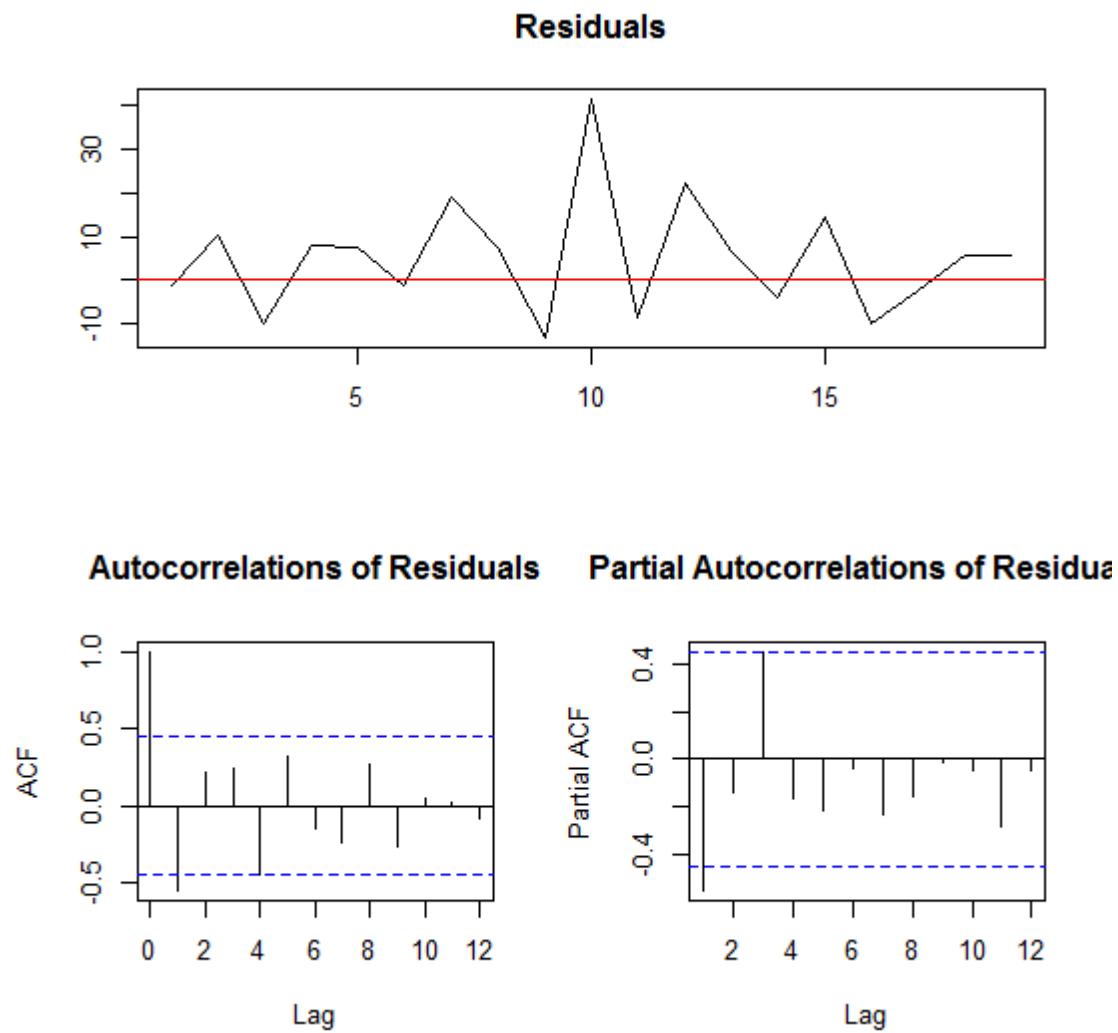 Residuals
30
10
-10
5 10 15
Autocorrelations of Residuals
Partial Autocorrelations of Residua
ACF
1.0
0.5
0.0
-0.5
0 2 4 6 8 10 12
Lag
Partial ACF
0.4
0.0
-0.4
2 4 6 8 10 12
Lag